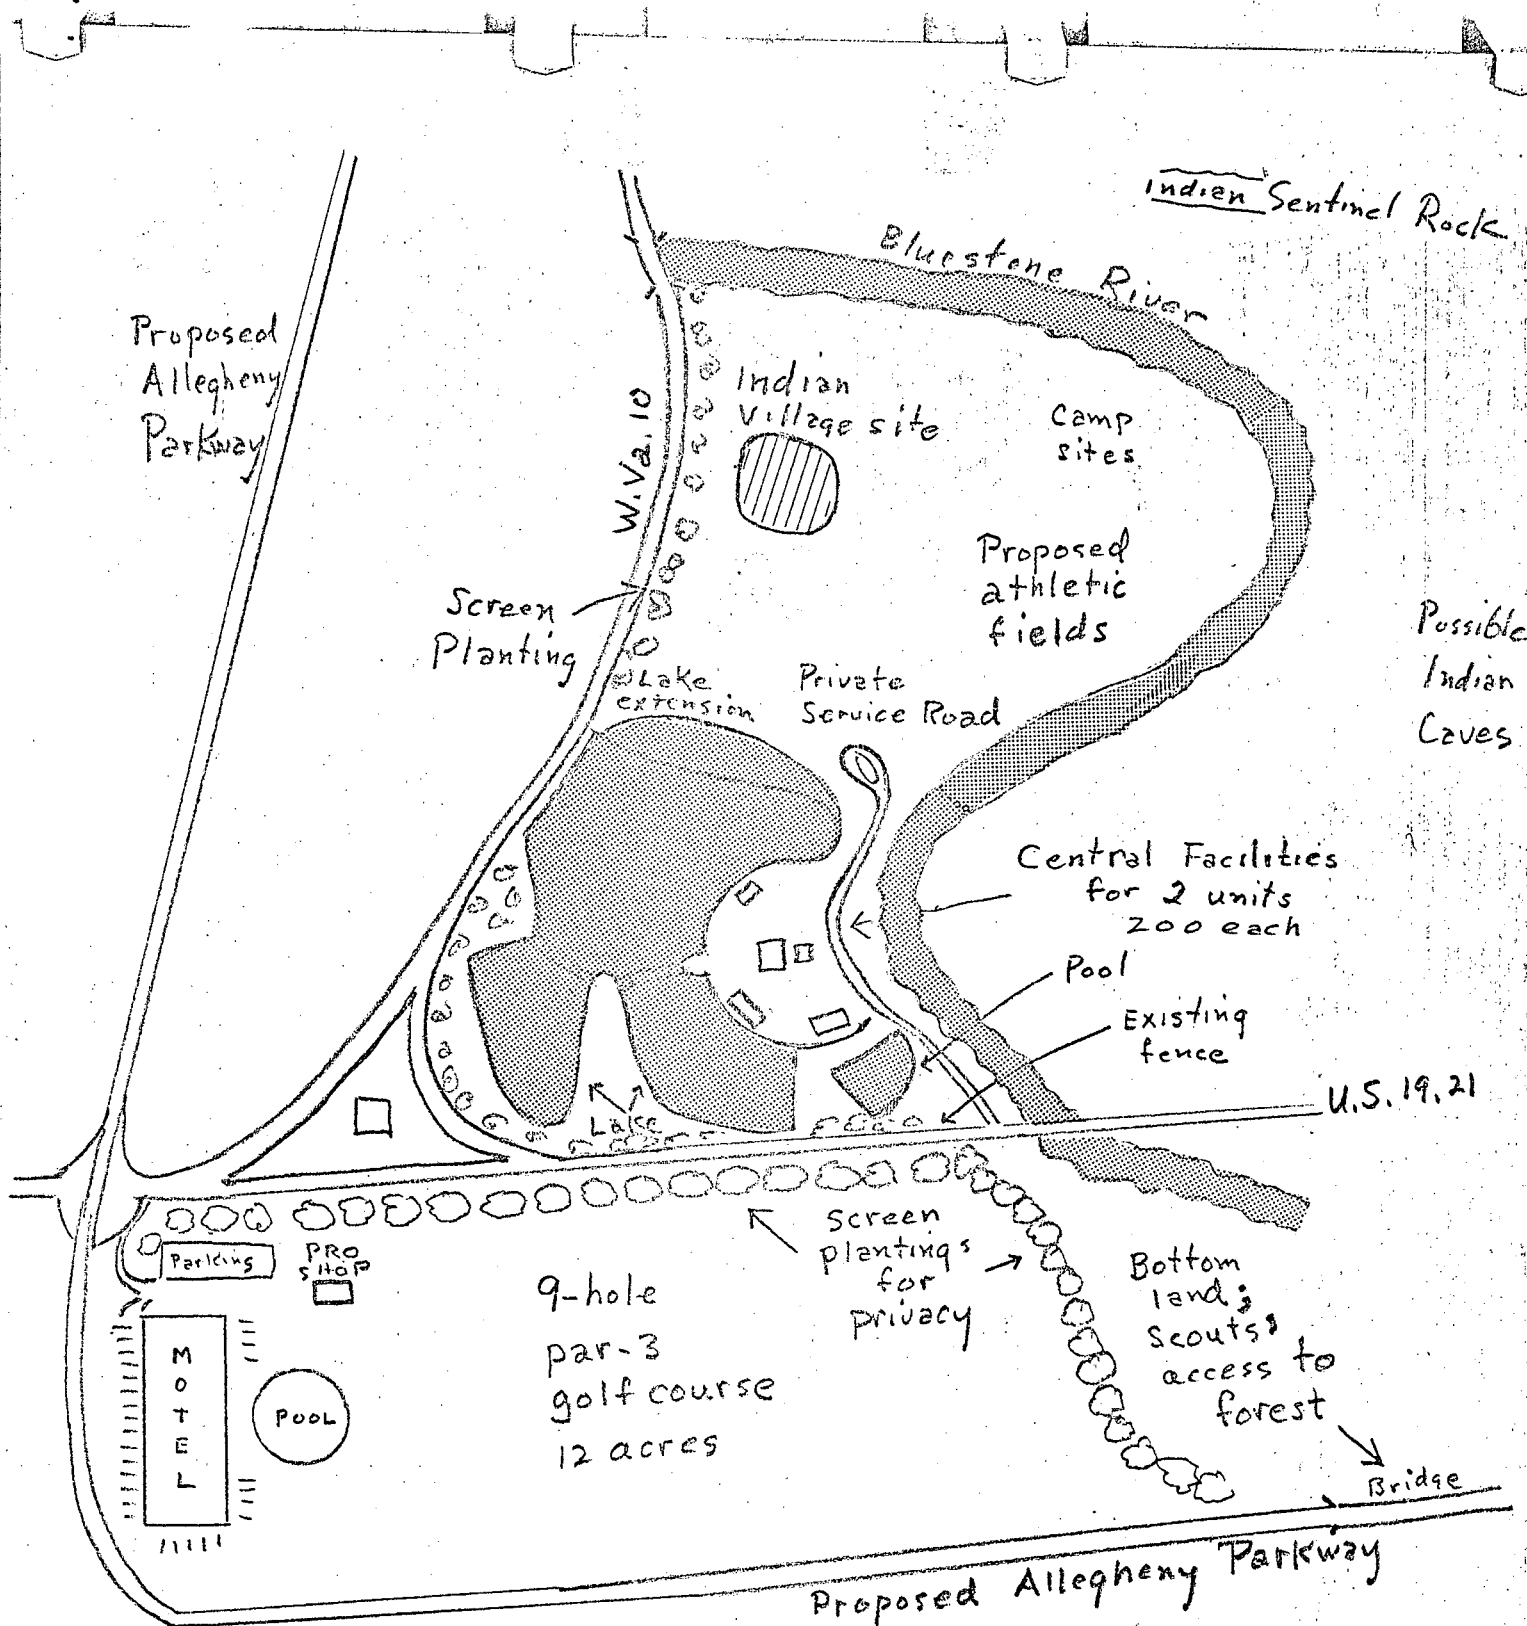 Indian Sentinel Rock
Bluestone River
Proposed
Allegheny
Parkway
W.Va. 10
Indian
Village site
Camp
sites
Proposed
athletic
fields
Possible
Indian
Caves
Screen
Planting
Lake
extension
Private
Service Road
Central Facilities
for 2 units
200 each
Pool
Existing
fence
U.S. 19, 21
Lake
Parking
PRO
SHOP
MOTEL
POOL
9-hole
par-3
golf course
12 acres
screen
plantings
for
privacy
Bottom
land;
Scouts'
access to
forest
Bridge
Proposed Allegheny Parkway